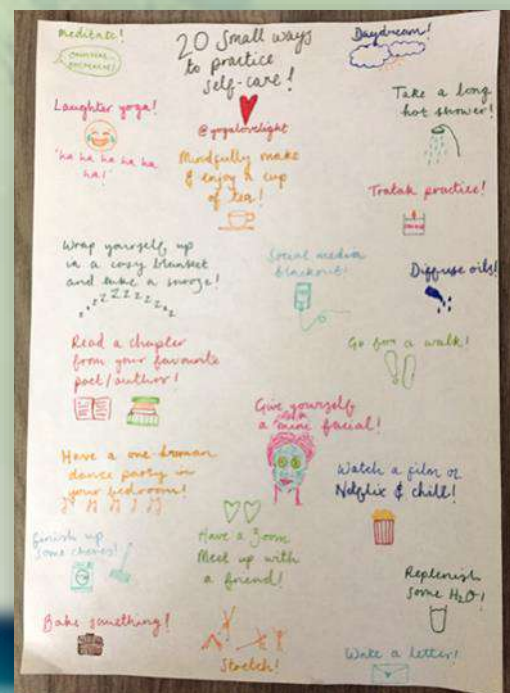 Meditate!
20 Small ways
to practice
self-care!
@yogalovelight
Daydream!
Laughter yoga!
"ha ha ha ha ha
ha!"
Mindfully make
& enjoy a cup
of tea!
Take a long
hot shower!
Tratak practice!
Wrap yourself up
in a cosy blanket
and take a snooze!
zzZZZZzzzz
Social media
blackout!
Diffuse oils!
Read a chapter
from your favourite
poet/author!
Go for a walk!
Give yourself
a mini facial!
Have a one human
dance party in
your bedroom!
Watch a film or
Netflix & chill!
Finish up
some chores!
Have a Zoom
Meet up with
a friend!
Replenish
some H₂O!
Bake something!
Stretch!
Write a letter!